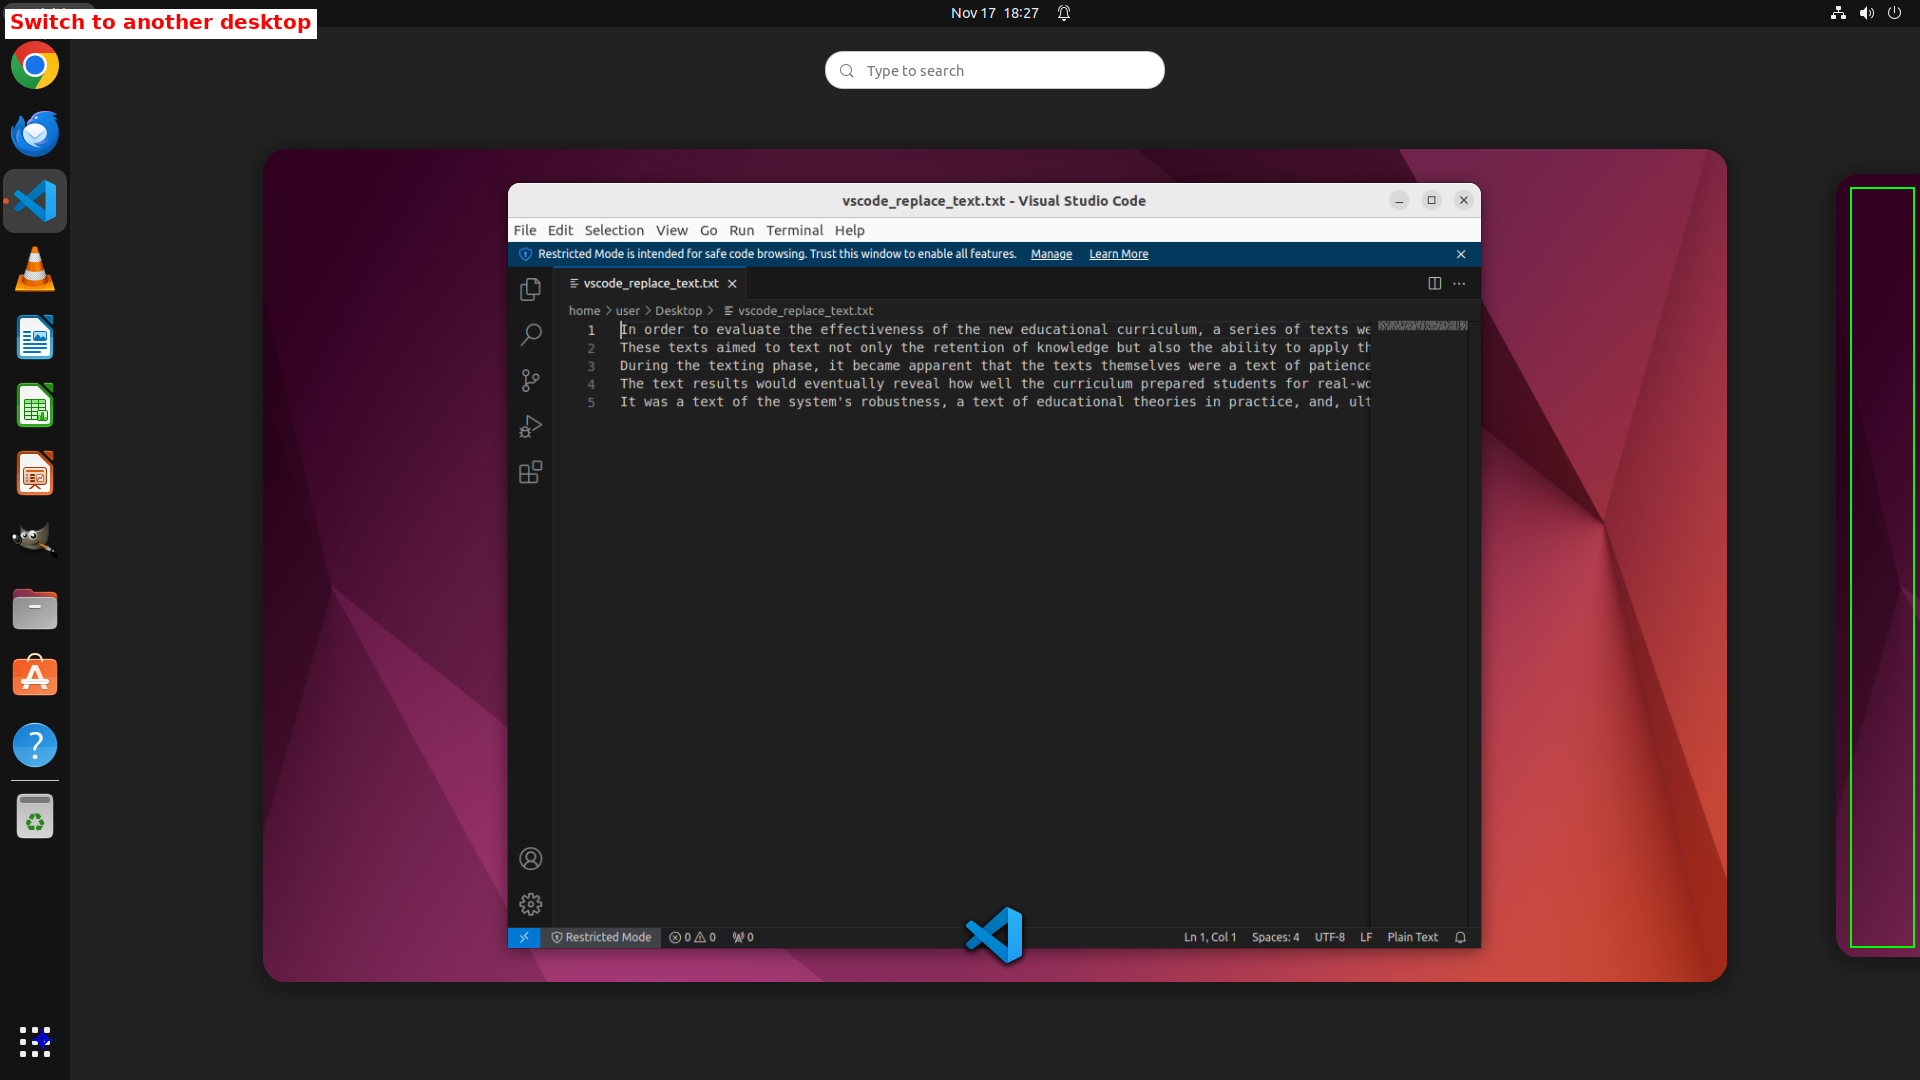 Switch to another desktop
Nov 17 18:27
Type to search
vscode_replace_text.txt - Visual Studio Code
File Edit Selection View Go Run Terminal Help
Restricted Mode is intended for safe code browsing. Trust this window to enable all features. Manage Learn More
vscode_replace_text.txt
home > user > Desktop > vscode_replace_text.txt
1 In order to evaluate the effectiveness of the new educational curriculum, a series of texts we
2 These texts aimed to text not only the retention of knowledge but also the ability to apply th
3 During the texting phase, it became apparent that the texts themselves were a text of patience
4 The text results would eventually reveal how well the curriculum prepared students for real-wo
5 It was a text of the system's robustness, a text of educational theories in practice, and, ult
Restricted Mode 0 0 0 Ln 1, Col 1 Spaces: 4 UTF-8 LF Plain Text